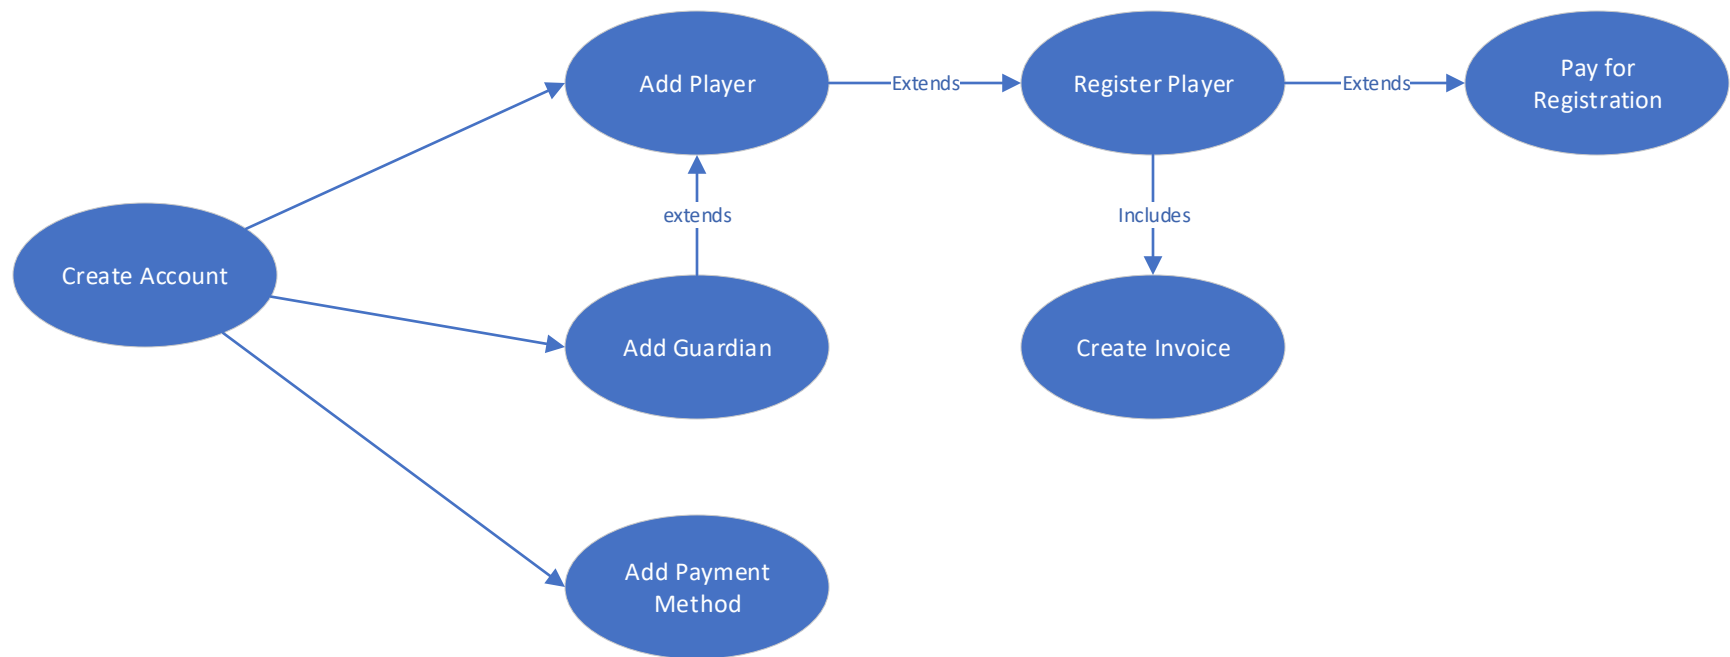 Add Player
Extends
Register Player
Extends
Pay for
Registration
extends
Includes
Create Account
Add Guardian
Create Invoice
Add Payment
Method